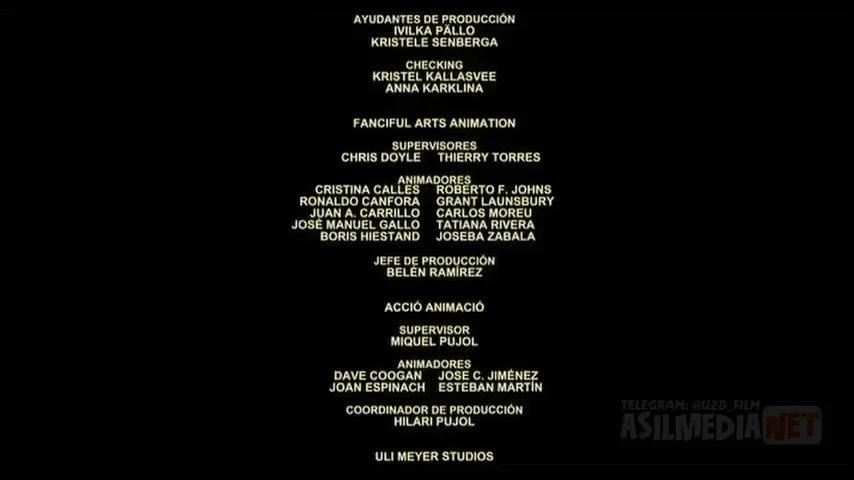 AYUDANTES DE PRODUCCIÓN
IVILKA PÄLLO
KRISTELE SENBERGA
CHECKING
KRISTEL KALLASVEE
ANNA KARKLINA
FANCIFUL ARTS ANIMATION
SUPERVISORES
CHRIS DOYLE THIERRY TORRES
ANIMADORES
CRISTINA CALLES ROBERTO F. JOHNS
RONALDO CANFORA GRANT LAUNSBURY
JUAN A. CARRILLO CARLOS MOREU
JOSÉ MANUEL GALLO TATIANA RIVERA
BORIS HIESTAND JOSEBA ZABALA
JEFE DE PRODUCCIÓN
BELÉN RAMÍREZ
ACCIÓ ANIMACIÓ
SUPERVISOR
MIQUEL PUJOL
ANIMADORES
DAVE COOGAN JOSE C. JIMÉNEZ
JOAN ESPINACH ESTEBAN MARTÍN
COORDINADOR DE PRODUCCIÓN
HILARI PUJOL
ULI MEYER STUDIOS
TELEGRAM: @UZB_FILM
ASILMEDIANET